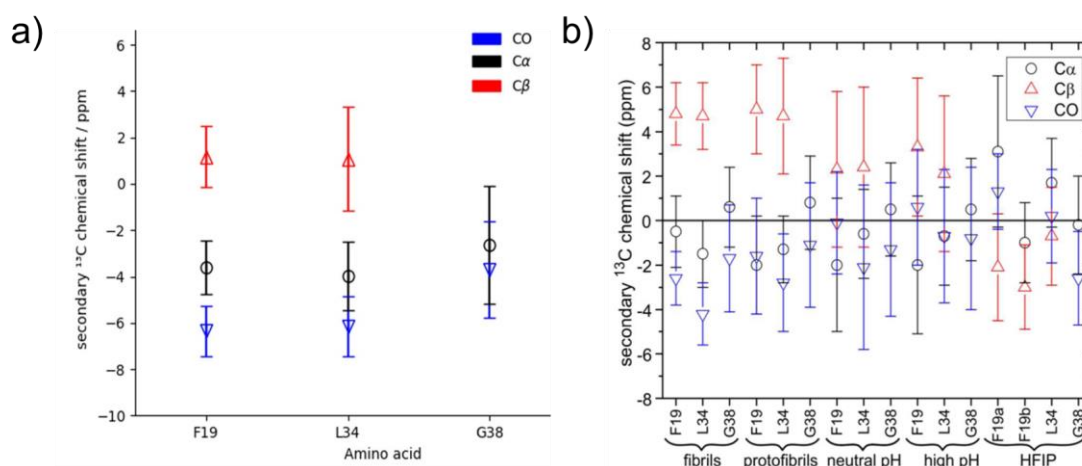 a)
6
4
2
0
−2
−4
−6
−8
−10
secondary ¹³C chemical shift / ppm
CO
Cα
Cβ
F19 L34 G38
Amino acid
b)
8
6
4
2
0
-2
-4
-6
-8
secondary ¹³C chemical shift (ppm)
Cα
Cβ
CO
F19 L34 G38 F19 L34 G38 F19 L34 G38 F19 L34 G38 F19a F19b L34 G38
fibrils protofibrils neutral pH high pH HFIP